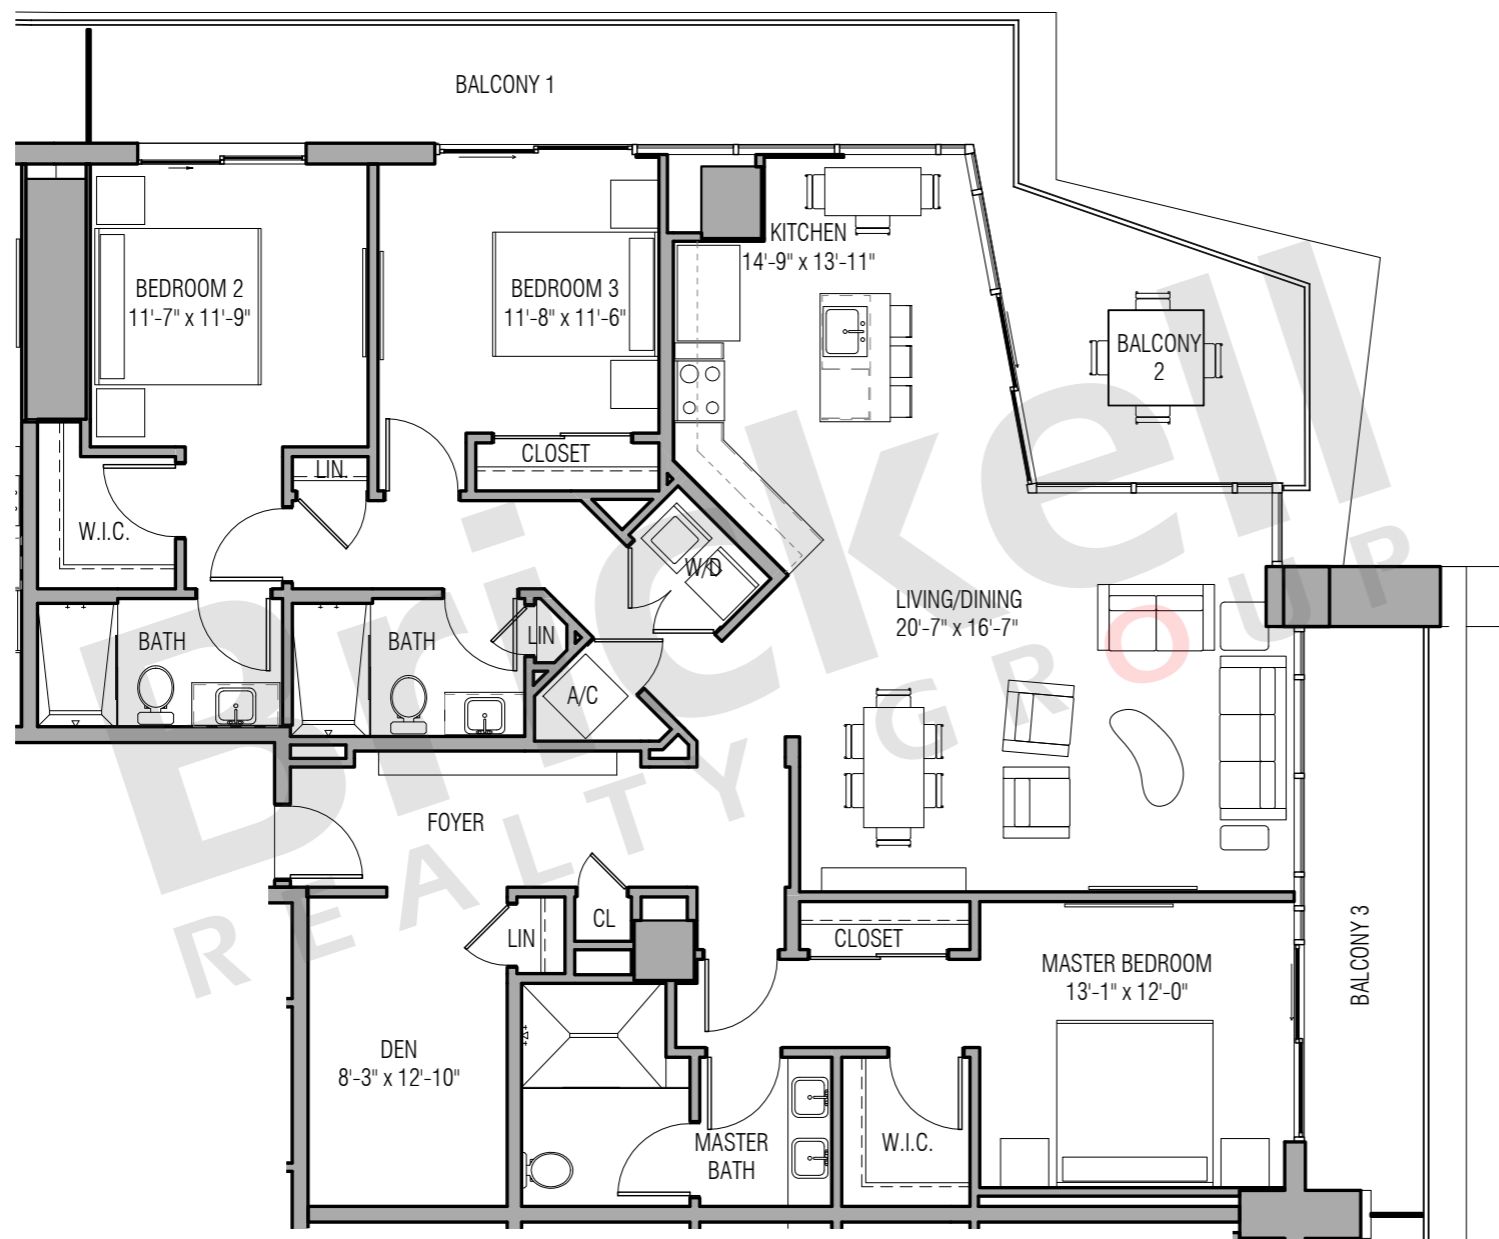 BALCONY 1
BEDROOM 2
11'-7" x 11'-9"
BEDROOM 3
11'-8" x 11'-6"
KITCHEN
14'-9" x 13'-11"
BALCONY
2
LIN.
CLOSET
W.I.C.
W/D
BATH
BATH
LIN
A/C
LIVING/DINING
20'-7" x 16'-7"
FOYER
LIN
CL
CLOSET
MASTER BEDROOM
13'-1" x 12'-0"
BALCONY 3
DEN
8'-3" x 12'-10"
MASTER
BATH
W.I.C.
Brickell
REALTY GROUP